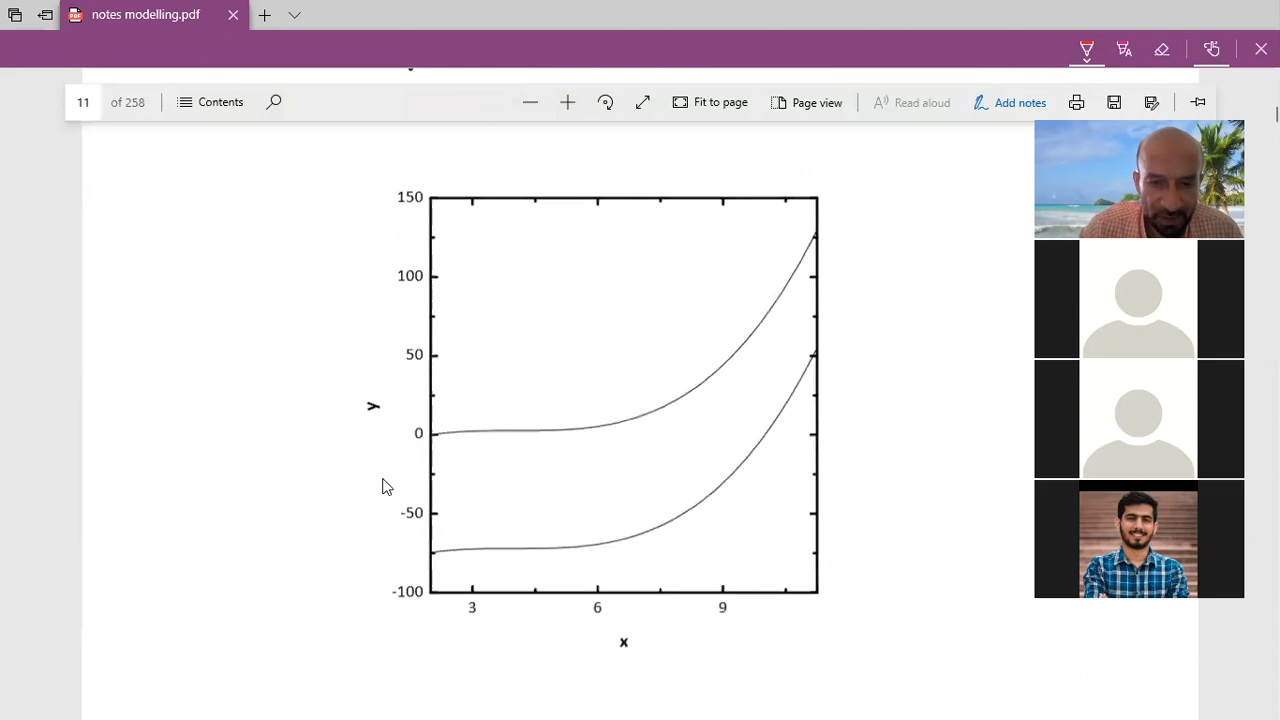 notes modelling.pdf
11 of 258 Contents Fit to page Page view Read aloud Add notes
150
100
50
0
-50
-100
y
3 6 9
x